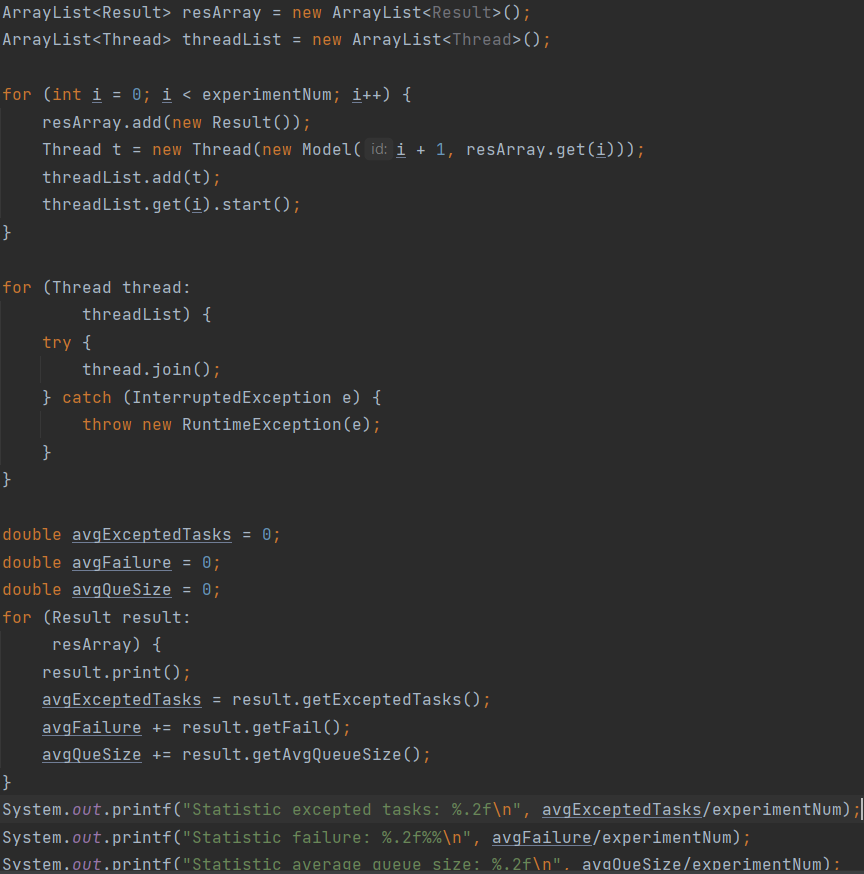 ArrayList<Result> resArray = new ArrayList<Result>();
ArrayList<Thread> threadList = new ArrayList<Thread>();
for (int i = 0; i < experimentNum; i++) {
resArray.add(new Result());
Thread t = new Thread(new Model( id: i + 1, resArray.get(i)));
threadList.add(t);
threadList.get(i).start();
}
for (Thread thread:
threadList) {
try {
thread.join();
} catch (InterruptedException e) {
throw new RuntimeException(e);
}
}
double avgExceptedTasks = 0;
double avgFailure = 0;
double avgQueSize = 0;
for (Result result:
resArray) {
result.print();
avgExceptedTasks = result.getExceptedTasks();
avgFailure += result.getFail();
avgQueSize += result.getAvgQueueSize();
}
System.out.printf("Statistic excepted tasks: %.2f\n", avgExceptedTasks/experimentNum);
System.out.printf("Statistic failure: %.2f%%\n", avgFailure/experimentNum);
System.out.printf("Statistic average queue size: %.2f\n", avgQueSize/experimentNum);